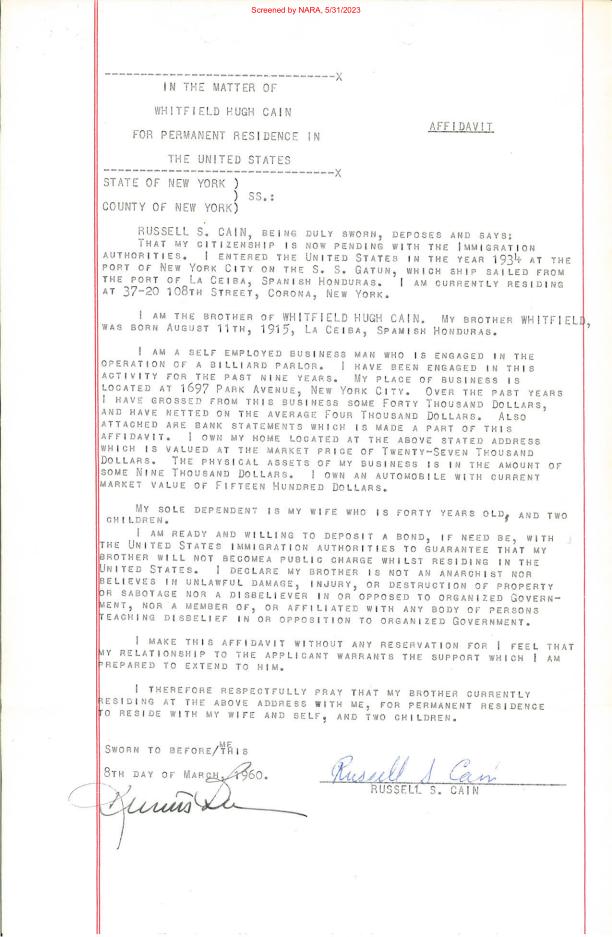 Screened by NARA, 5/31/2023
--------------------------------X
IN THE MATTER OF
WHITFIELD HUGH CAIN
FOR PERMANENT RESIDENCE IN
THE UNITED STATES
--------------------------------X
AFFIDAVIT
STATE OF NEW YORK )
) SS.:
COUNTY OF NEW YORK)
RUSSELL S. CAIN, BEING DULY SWORN, DEPOSES AND SAYS:
THAT MY CITIZENSHIP IS NOW PENDING WITH THE IMMIGRATION
AUTHORITIES. I ENTERED THE UNITED STATES IN THE YEAR 1934 AT THE
PORT OF NEW YORK CITY ON THE S. S. GATUN, WHICH SHIP SAILED FROM
THE PORT OF LA CEIBA, SPANISH HONDURAS. I AM CURRENTLY RESIDING
AT 37-20 108TH STREET, CORONA, NEW YORK.
I AM THE BROTHER OF WHITFIELD HUGH CAIN. MY BROTHER WHITFIELD,
WAS BORN AUGUST 11TH, 1915, LA CEIBA, SPAMISH HONDURAS.
I AM A SELF EMPLOYED BUSINESS MAN WHO IS ENGAGED IN THE
OPERATION OF A BILLIARD PARLOR. I HAVE BEEN ENGAGED IN THIS
ACTIVITY FOR THE PAST NINE YEARS. MY PLACE OF BUSINESS IS
LOCATED AT 1697 PARK AVENUE, NEW YORK CITY. OVER THE PAST YEARS
I HAVE GROSSED FROM THIS BUSINESS SOME FORTY THOUSAND DOLLARS,
AND HAVE NETTED ON THE AVERAGE FOUR THOUSAND DOLLARS. ALSO
ATTACHED ARE BANK STATEMENTS WHICH IS MADE A PART OF THIS
AFFIDAVIT. I OWN MY HOME LOCATED AT THE ABOVE STATED ADDRESS
WHICH IS VALUED AT THE MARKET PRICE OF TWENTY-SEVEN THOUSAND
DOLLARS. THE PHYSICAL ASSETS OF MY BUSINESS IS IN THE AMOUNT OF
SOME NINE THOUSAND DOLLARS. I OWN AN AUTOMOBILE WITH CURRENT
MARKET VALUE OF FIFTEEN HUNDRED DOLLARS.
MY SOLE DEPENDENT IS MY WIFE WHO IS FORTY YEARS OLD, AND TWO
CHILDREN.
I AM READY AND WILLING TO DEPOSIT A BOND, IF NEED BE, WITH
THE UNITED STATES IMMIGRATION AUTHORITIES TO GUARANTEE THAT MY
BROTHER WILL NOT BECOMEA PUBLIC CHARGE WHILST RESIDING IN THE
UNITED STATES. I DECLARE MY BROTHER IS NOT AN ANARCHIST NOR
BELIEVES IN UNLAWFUL DAMAGE, INJURY, OR DESTRUCTION OF PROPERTY
OR SABOTAGE NOR A DISBELIEVER IN OR OPPOSED TO ORGANIZED GOVERN-
MENT, NOR A MEMBER OF, OR AFFILIATED WITH ANY BODY OF PERSONS
TEACHING DISBELIEF IN OR OPPOSITION TO ORGANIZED GOVERNMENT.
I MAKE THIS AFFIDAVIT WITHOUT ANY RESERVATION FOR I FEEL THAT
MY RELATIONSHIP TO THE APPLICANT WARRANTS THE SUPPORT WHICH I AM
PREPARED TO EXTEND TO HIM.
I THEREFORE RESPECTFULLY PRAY THAT MY BROTHER CURRENTLY
RESIDING AT THE ABOVE ADDRESS WITH ME, FOR PERMANENT RESIDENCE
TO RESIDE WITH MY WIFE AND SELF, AND TWO CHILDREN.
SWORN TO BEFORE/ME THIS
8TH DAY OF MARCH, 1960.
Russell S Cain
RUSSELL S. CAIN